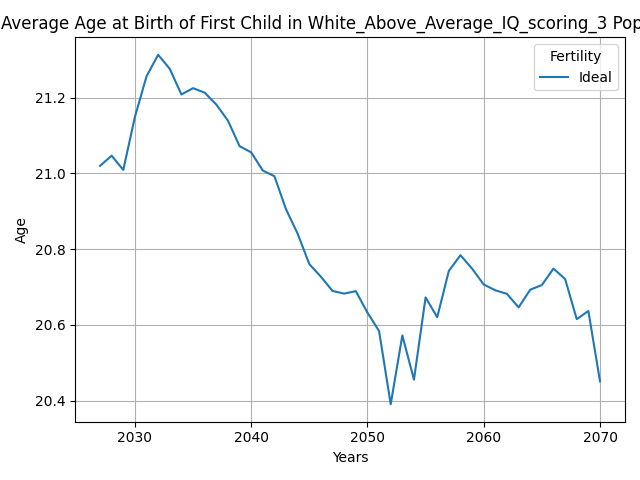 Average Age at Birth of First Child in White_Above_Average_IQ_scoring_3 Pop
Fertility
Ideal
21.2
21.0
20.8
20.6
20.4
Age
2030 2040 2050 2060 2070
Years